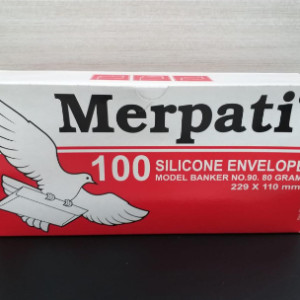 Merpati
100 SILICONE ENVELOPE
MODEL BANKER NO.90. 80 GRAM
229 X 110 mm